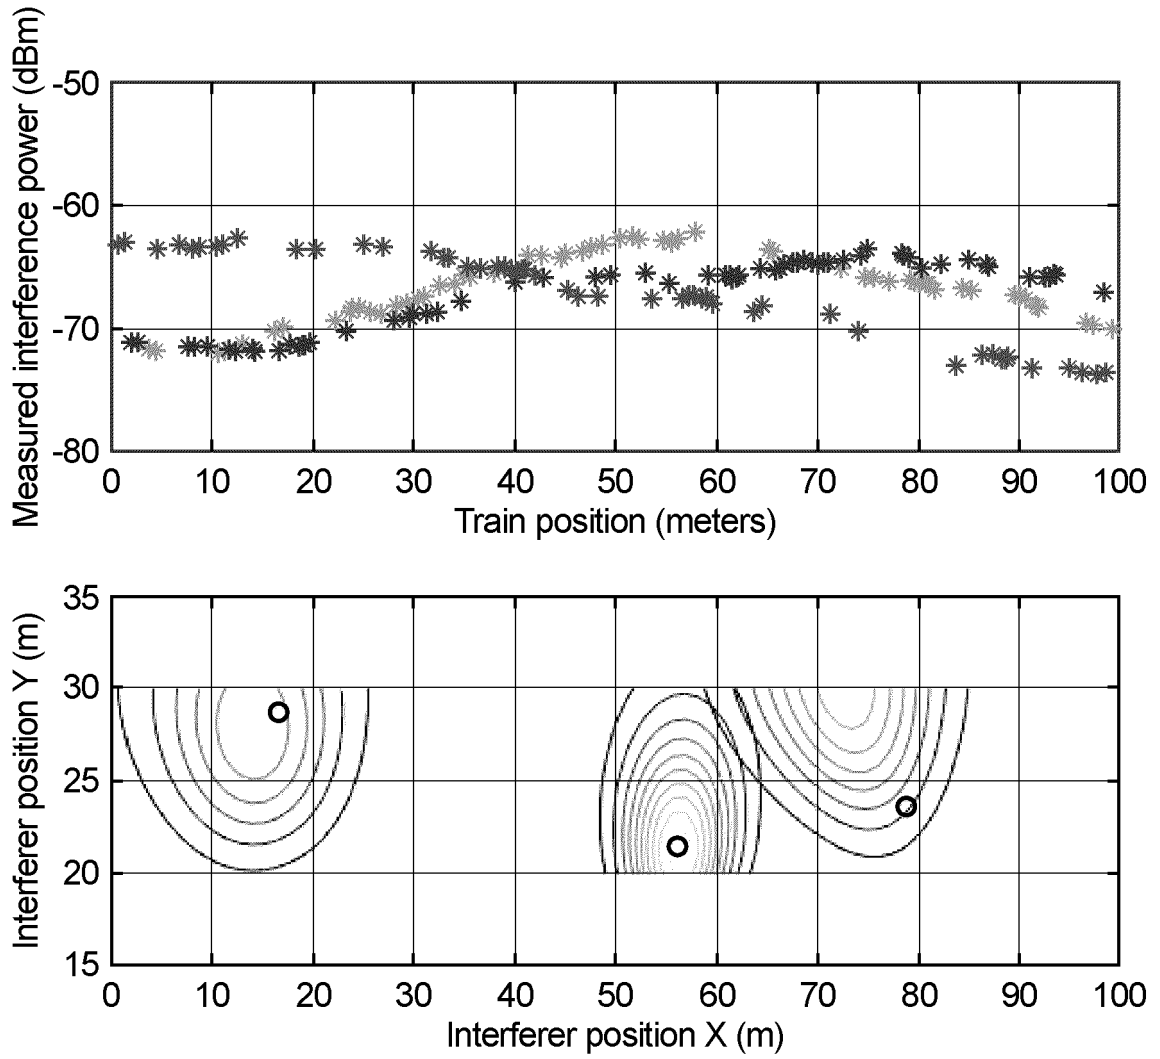 Measured interference power (dBm)
-50
-60
-70
-80
0 10 20 30 40 50 60 70 80 90 100
Train position (meters)
Interferer position Y (m)
35
30
25
20
15
0 10 20 30 40 50 60 70 80 90 100
Interferer position X (m)